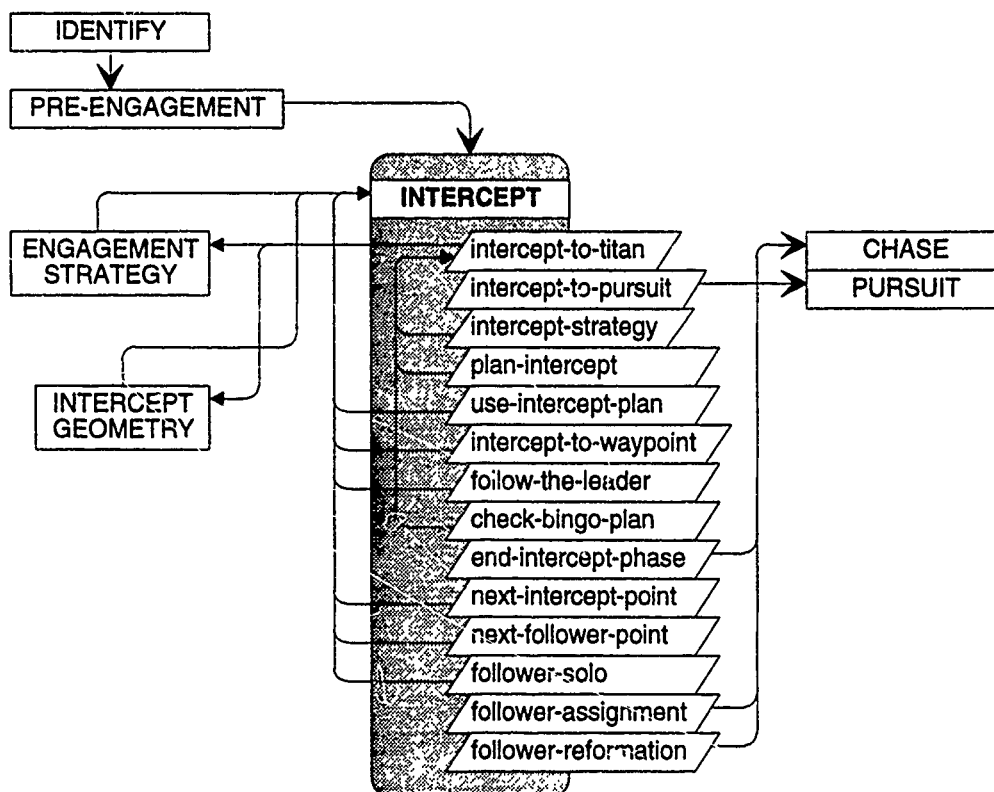 IDENTIFY
PRE-ENGAGEMENT
INTERCEPT
ENGAGEMENT
STRATEGY
INTERCEPT
GEOMETRY
intercept-to-titan
intercept-to-pursuit
intercept-strategy
plan-intercept
use-intercept-plan
intercept-to-waypoint
follow-the-leader
check-bingo-plan
end-intercept-phase
next-intercept-point
next-follower-point
follower-solo
follower-assignment
follower-reformation
CHASE
PURSUIT